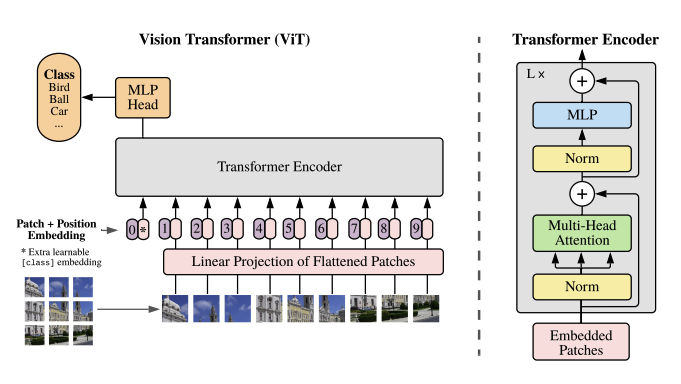 Vision Transformer (ViT)
Class
Bird
Ball
Car
...
MLP
Head
Transformer Encoder
Patch + Position
Embedding
0 * 1 2 3 4 5 6 7 8 9
* Extra learnable
[class] embedding
Linear Projection of Flattened Patches
Transformer Encoder
L x
+
MLP
Norm
+
Multi-Head
Attention
Norm
Embedded
Patches